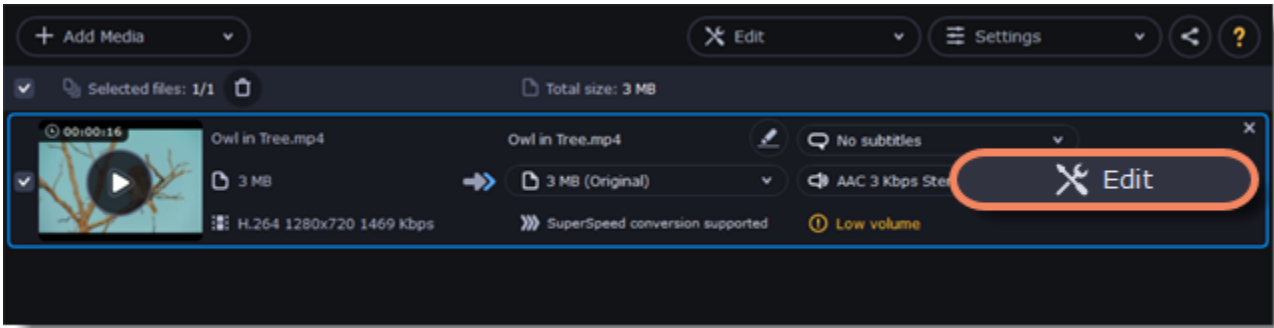 Add Media
Edit
Settings
?
Selected files: 1/1
Total size: 3 MB
00:00:16
Owl in Tree.mp4
Owl in Tree.mp4
No subtitles
3 MB
3 MB (Original)
AAC 3 Kbps Ster
Edit
H.264 1280x720 1469 Kbps
SuperSpeed conversion supported
Low volume